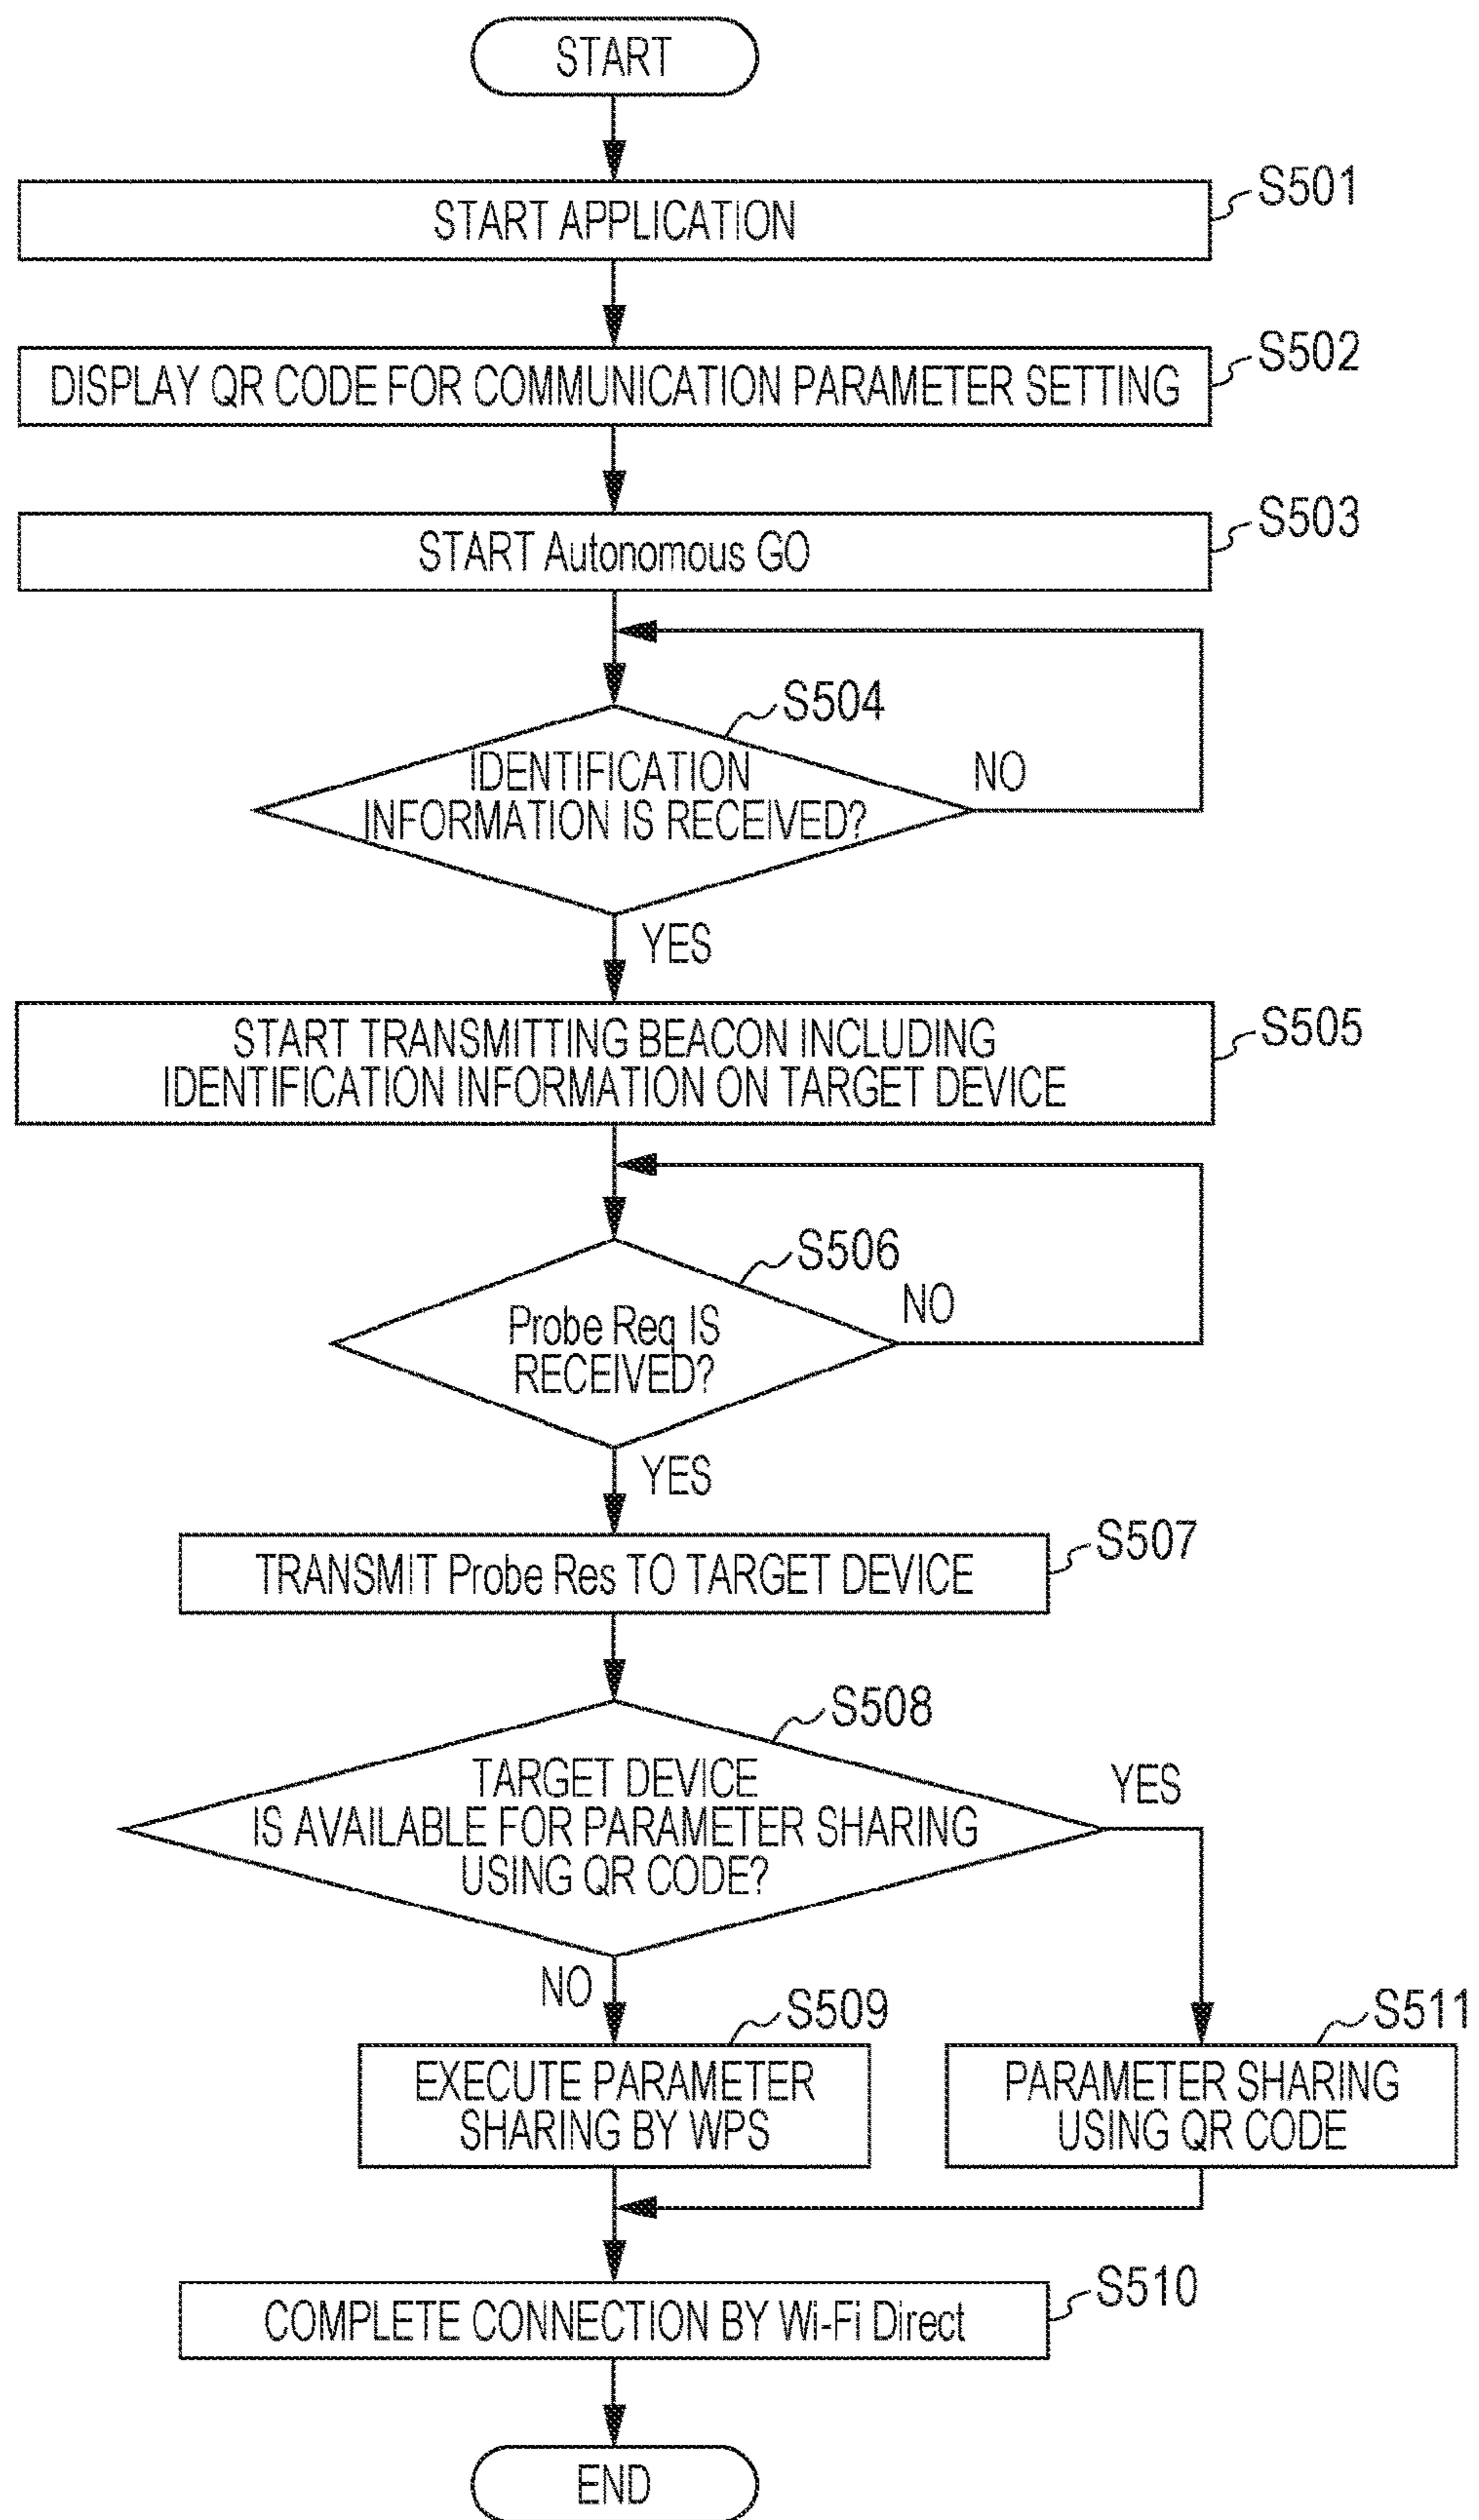 START
START APPLICATION
S501
DISPLAY QR CODE FOR COMMUNICATION PARAMETER SETTING
S502
START Autonomous GO
S503
S504
IDENTIFICATION
INFORMATION IS RECEIVED?
NO
YES
START TRANSMITTING BEACON INCLUDING
IDENTIFICATION INFORMATION ON TARGET DEVICE
S505
S506
Probe Req IS
RECEIVED?
NO
YES
TRANSMIT Probe Res TO TARGET DEVICE
S507
S508
TARGET DEVICE
IS AVAILABLE FOR PARAMETER SHARING
USING QR CODE?
YES
NO
S509
EXECUTE PARAMETER
SHARING BY WPS
S511
PARAMETER SHARING
USING QR CODE
COMPLETE CONNECTION BY Wi-Fi Direct
S510
END